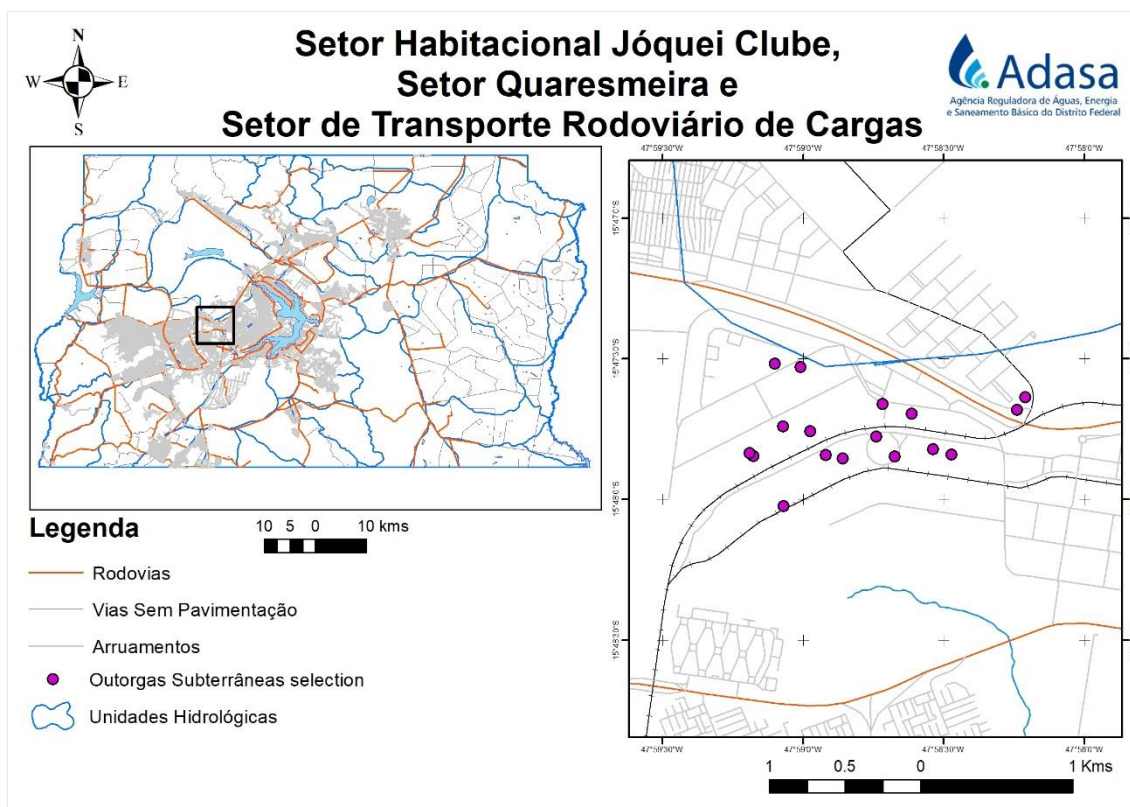 N
W E
S
Setor Habitacional Jóquei Clube,
Setor Quaresmeira e
Setor de Transporte Rodoviário de Cargas
Adasa
Agência Reguladora de Águas, Energia
e Saneamento Básico do Distrito Federal
47°59'30"W 47°59'0"W 47°58'30"W 47°58'0"W
15°47'0"S
15°47'30"S
15°48'0"S
15°48'30"S
47°59'30"W 47°59'0"W 47°58'30"W 47°58'0"W
1 0.5 0 1 Kms
Legenda
10 5 0 10 kms
Rodovias
Vias Sem Pavimentação
Arruamentos
Outorgas Subterrâneas selection
Unidades Hidrológicas